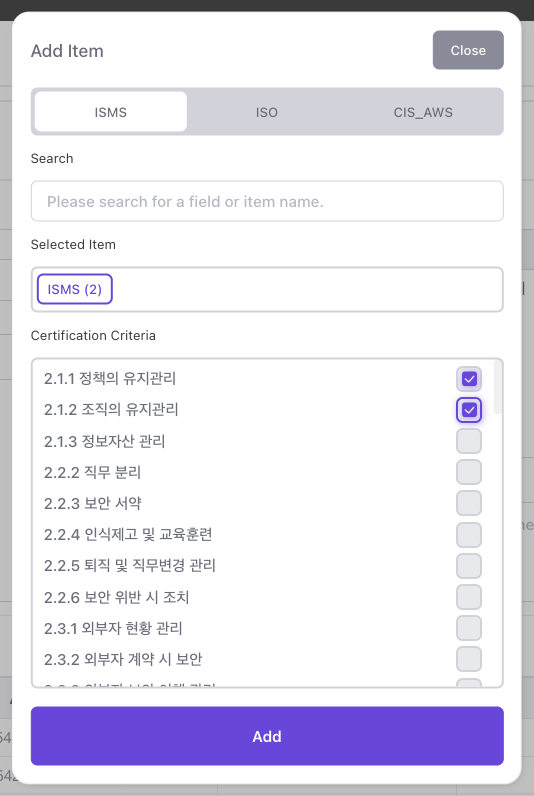 Add Item
Close
ISMS
ISO
CIS_AWS
Search
Please search for a field or item name.
Selected Item
ISMS (2)
Certification Criteria
2.1.1 정책의 유지관리
2.1.2 조직의 유지관리
2.1.3 정보자산 관리
2.2.2 직무 분리
2.2.3 보안 서약
2.2.4 인식제고 및 교육훈련
2.2.5 퇴직 및 직무변경 관리
2.2.6 보안 위반 시 조치
2.3.1 외부자 현황 관리
2.3.2 외부자 계약 시 보안
Add